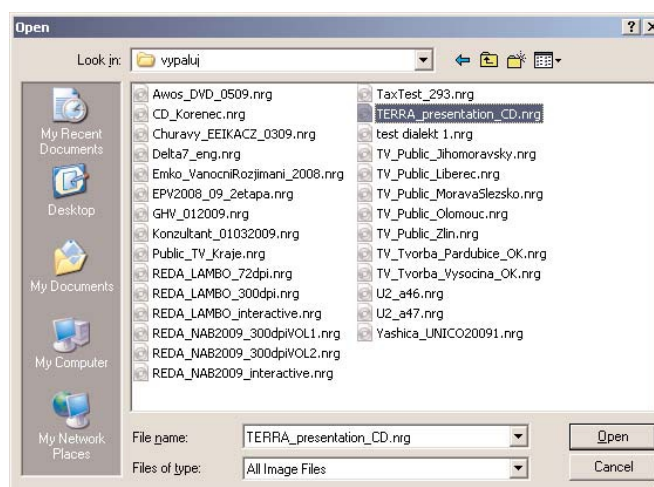 Open
Look in:
vypaluj
My Recent
Documents
Desktop
My Documents
My Computer
My Network
Places
Awos_DVD_0509.nrg
CD_Korenec.nrg
Churavy_EEIKACZ_0309.nrg
Delta7_eng.nrg
Emko_VanocniRozjimani_2008.nrg
EPV2008_09_2etapa.nrg
GHV_012009.nrg
Konzultant_01032009.nrg
Public_TV_Kraje.nrg
REDA_LAMBO_72dpi.nrg
REDA_LAMBO_300dpi.nrg
REDA_LAMBO_interactive.nrg
REDA_NAB2009_300dpiVOL1.nrg
REDA_NAB2009_300dpiVOL2.nrg
REDA_NAB2009_interactive.nrg
TaxTest_293.nrg
TERRA_presentation_CD.nrg
test dialekt 1.nrg
TV_Public_Jihomoravsky.nrg
TV_Public_Liberec.nrg
TV_Public_MoravaSlezsko.nrg
TV_Public_Olomouc.nrg
TV_Public_Zlin.nrg
TV_Tvorba_Pardubice_OK.nrg
TV_Tvorba_Vysocina_OK.nrg
U2_a46.nrg
U2_a47.nrg
Yashica_UNICO20091.nrg
File name:
TERRA_presentation_CD.nrg
Open
Files of type:
All Image Files
Cancel